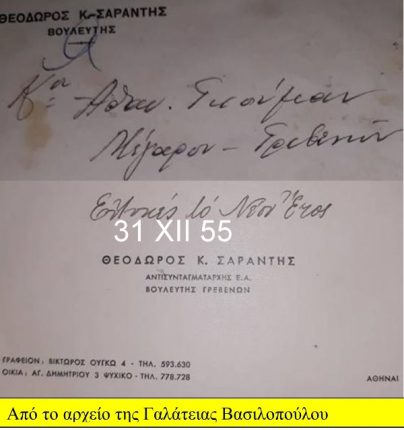 ΘΕΟΔΩΡΟΣ Κ. ΣΑΡΑΝΤΗΣ
ΒΟΥΛΕΥΤΗΣ
Αθαν.
Μέγαρον - Γρεβενών
Ευτυχές το Νέον Έτος
31 XII 55
ΘΕΟΔΩΡΟΣ Κ. ΣΑΡΑΝΤΗΣ
ΑΝΤΙΣΥΝΤΑΓΜΑΤΑΡΧΗΣ Ε.Α.
ΒΟΥΛΕΥΤΗΣ ΓΡΕΒΕΝΩΝ
ΓΡΑΦΕΙΟΝ: ΒΙΚΤΩΡΟΣ ΟΥΓΚΩ 4 - ΤΗΛ. 593.630
ΟΙΚΙΑ: ΑΓ. ΔΗΜΗΤΡΙΟΥ 3 ΨΥΧΙΚΟ - ΤΗΛ. 778.728
ΑΘΗΝΑΙ
Από το αρχείο της Γαλάτειας Βασιλοπούλου